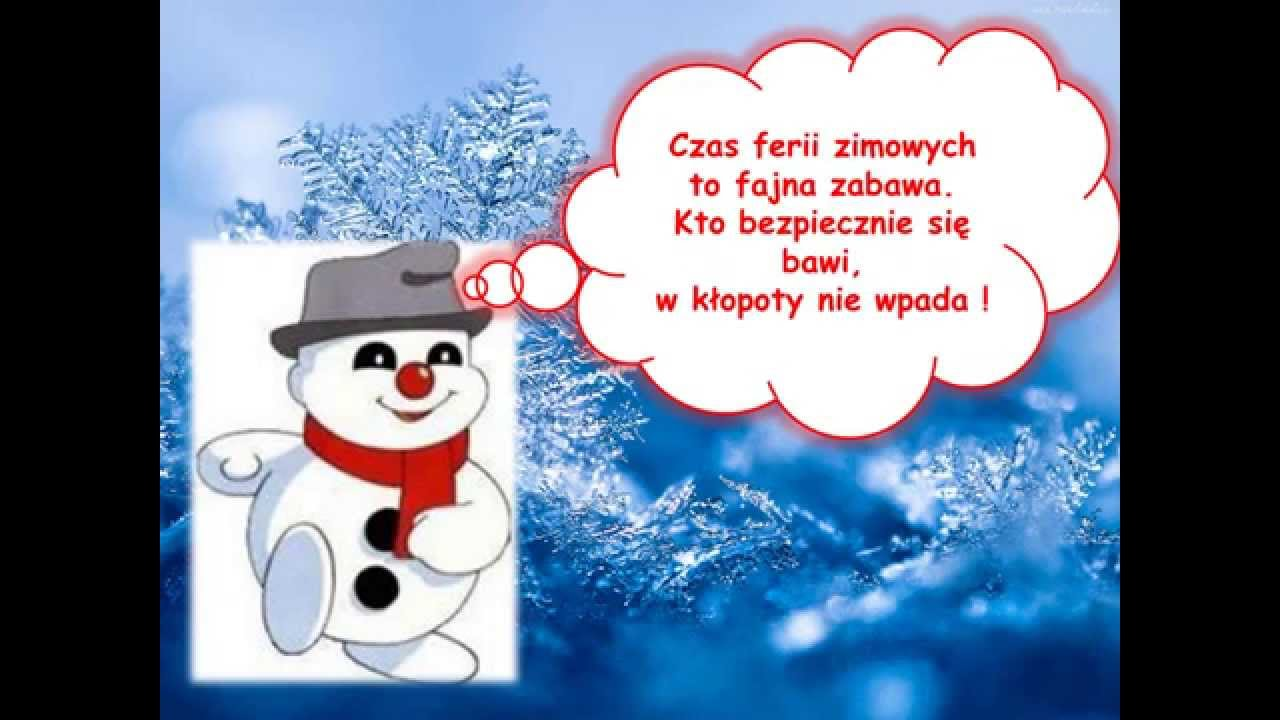 Czas ferii zimowych
to fajna zabawa.
Kto bezpiecznie się
bawi,
w kłopoty nie wpada !